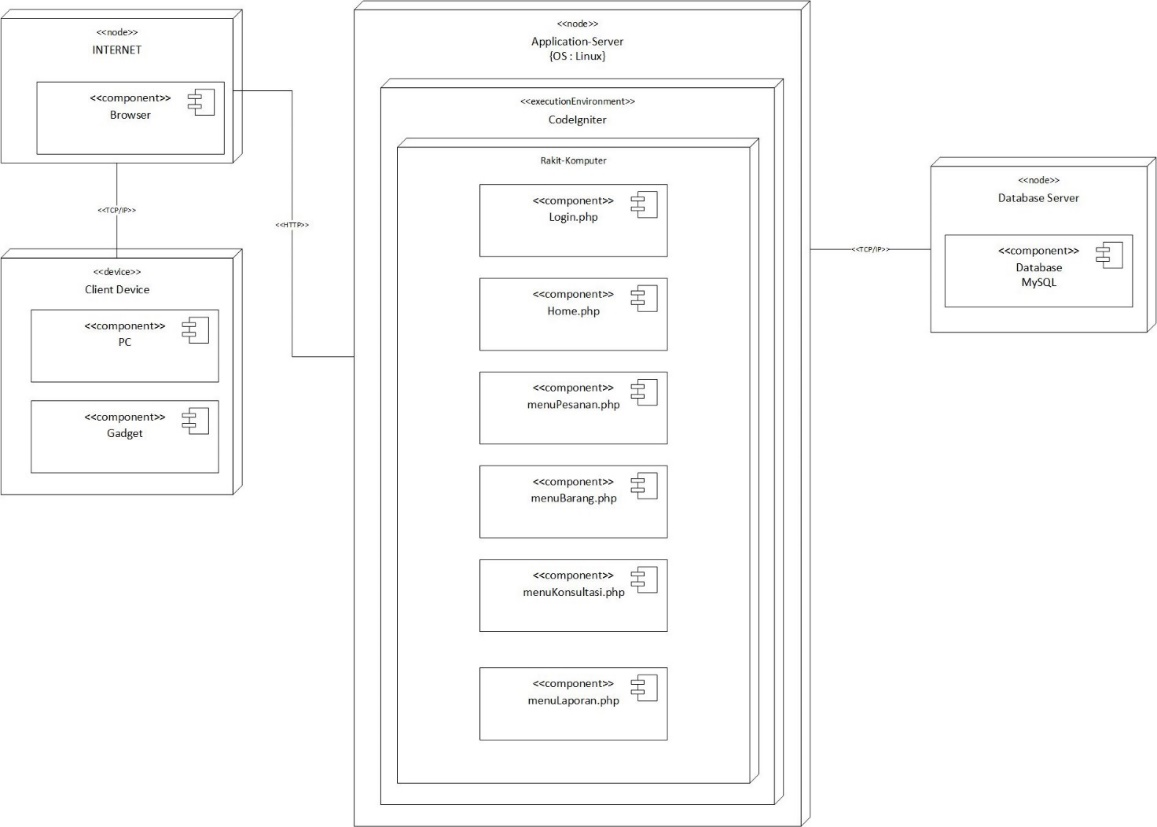 <<node>>
INTERNET
<<component>>
Browser
<<TCP/IP>>
<<HTTP>>
<<device>>
Client Device
<<component>>
PC
<<component>>
Gadget
<<node>>
Application-Server
{OS : Linux}
<<executionEnvironment>>
CodeIgniter
Rakit-Komputer
<<component>>
Login.php
<<component>>
Home.php
<<component>>
menuPesanan.php
<<component>>
menuBarang.php
<<component>>
menuKonsultasi.php
<<component>>
menuLaporan.php
<<TCP/IP>>
<<node>>
Database Server
<<component>>
Database
MySQL